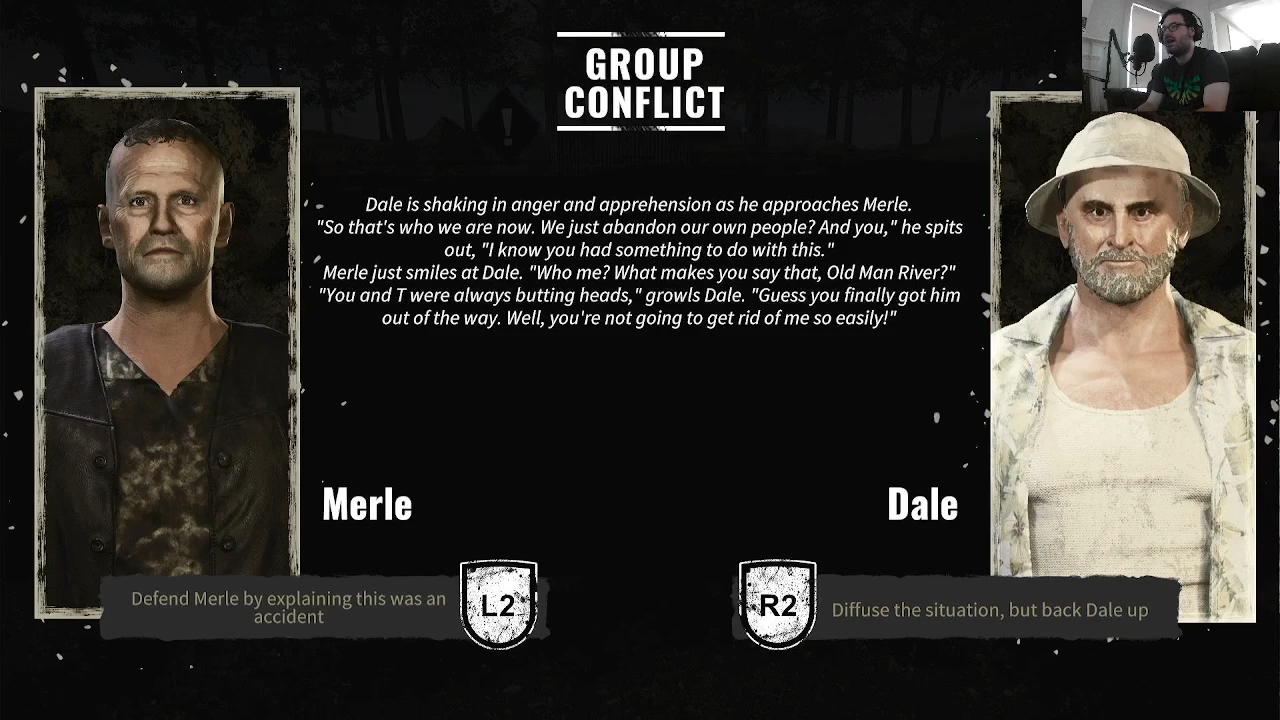 GROUP
CONFLICT
Dale is shaking in anger and apprehension as he approaches Merle.
"So that's who we are now. We just abandon our own people? And you," he spits
out, "I know you had something to do with this."
Merle just smiles at Dale. "Who me? What makes you say that, Old Man River?"
"You and T were always butting heads," growls Dale. "Guess you finally got him
out of the way. Well, you're not going to get rid of me so easily!"
Merle
Dale
Defend Merle by explaining this was an
accident
L2
R2
Diffuse the situation, but back Dale up